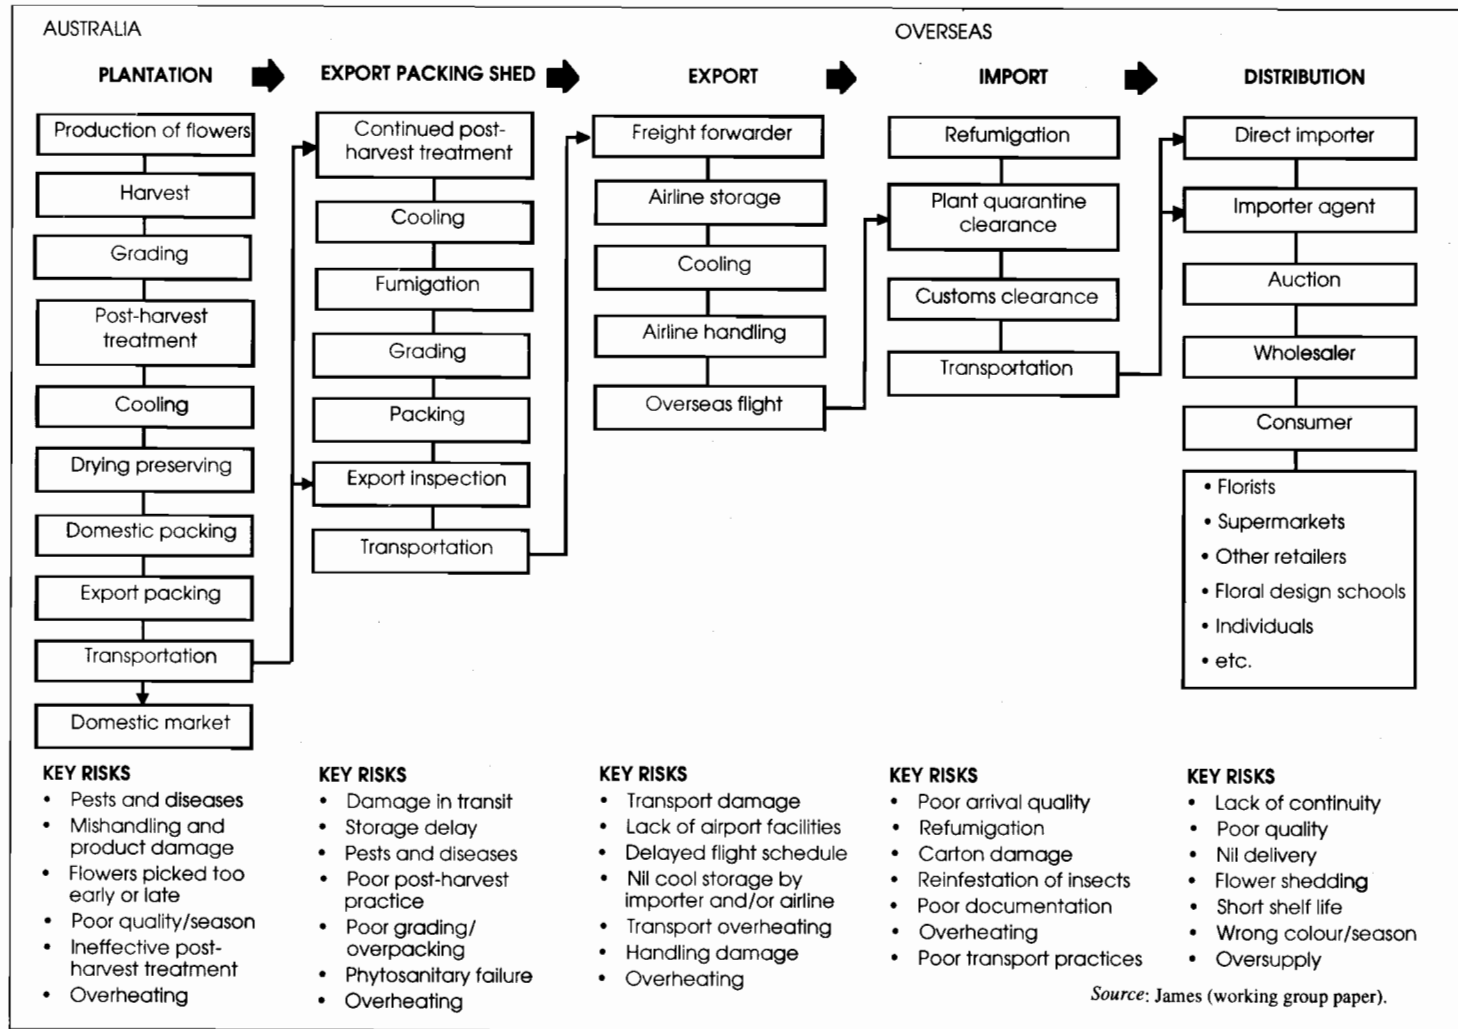 AUSTRALIA
OVERSEAS
PLANTATION
EXPORT PACKING SHED
EXPORT
IMPORT
DISTRIBUTION
Production of flowers
Harvest
Grading
Post-harvest
treatment
Cooling
Drying preserving
Domestic packing
Export packing
Transportation
Domestic market
Continued post-
harvest treatment
Cooling
Fumigation
Grading
Packing
Export inspection
Transportation
Freight forwarder
Airline storage
Cooling
Airline handling
Overseas flight
Refumigation
Plant quarantine
clearance
Customs clearance
Transportation
Direct importer
Importer agent
Auction
Wholesaler
Consumer
• Florists
• Supermarkets
• Other retailers
• Floral design schools
• Individuals
• etc.
KEY RISKS
• Pests and diseases
• Mishandling and
product damage
• Flowers picked too
early or late
• Poor quality/season
• Ineffective post-
harvest treatment
• Overheating
KEY RISKS
• Damage in transit
• Storage delay
• Pests and diseases
• Poor post-harvest
practice
• Poor grading/
overpacking
• Phytosanitary failure
• Overheating
KEY RISKS
• Transport damage
• Lack of airport facilities
• Delayed flight schedule
• Nil cool storage by
importer and/or airline
• Transport overheating
• Handling damage
• Overheating
KEY RISKS
• Poor arrival quality
• Refumigation
• Carton damage
• Reinfestation of insects
• Poor documentation
• Overheating
• Poor transport practices
KEY RISKS
• Lack of continuity
• Poor quality
• Nil delivery
• Flower shedding
• Short shelf life
• Wrong colour/season
• Oversupply
Source: James (working group paper).